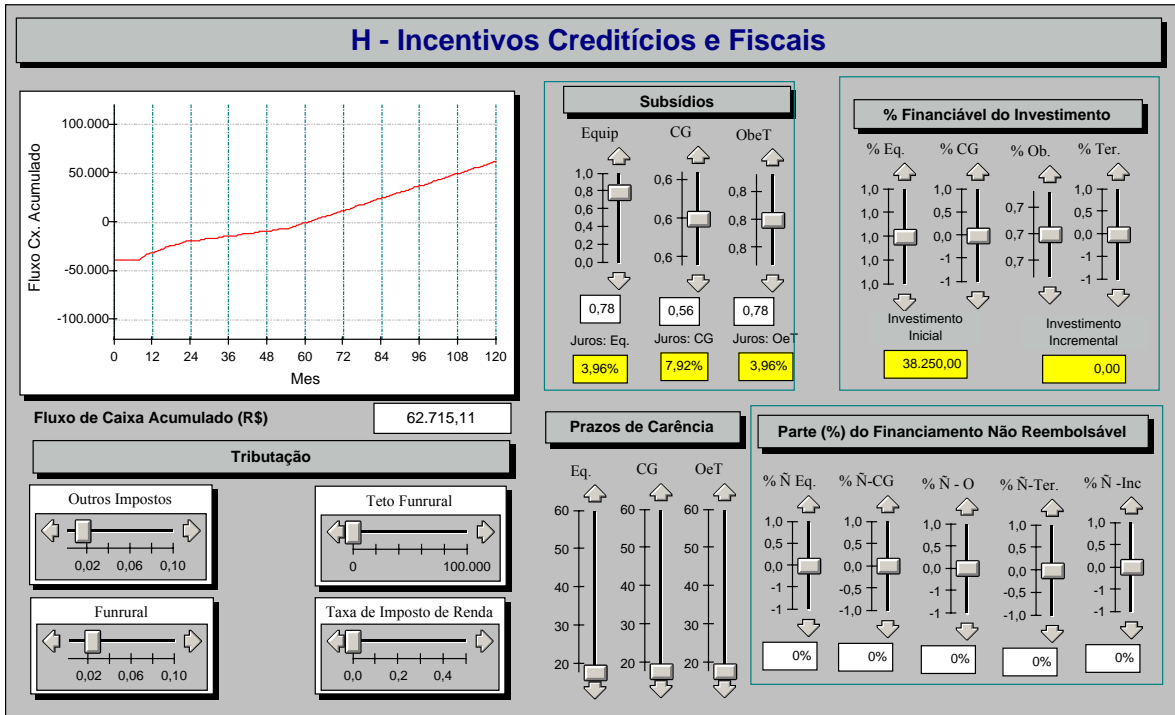 H - Incentivos Creditícios e Fiscais
Fluxo Cx. Acumulado
100.000
50.000
0
-50.000
-100.000
0 12 24 36 48 60 72 84 96 108 120
Mes
Fluxo de Caixa Acumulado (R$) 62.715,11
Subsídios
Equip CG ObeT
1,0
0,8
0,6
0,4
0,2
0,0
0,6
0,6
0,6
0,8
0,8
0,8
0,78 0,56 0,78
Juros: Eq. Juros: CG Juros: OeT
3,96% 7,92% 3,96%
% Financiável do Investimento
% Eq. % CG % Ob. % Ter.
1,0
1,0
1,0
1,0
1,0
1,0
0,5
0,0
-1
-1
0,7
0,7
0,7
1,0
0,5
0,0
-1
-1
Investimento
Inicial
38.250,00
Investimento
Incremental
0,00
Tributação
Outros Impostos
0,02 0,06 0,10
Teto Funrural
0 100.000
Funrural
0,02 0,06 0,10
Taxa de Imposto de Renda
0,0 0,2 0,4
Prazos de Carência
Eq. CG OeT
60
50
40
30
20
60
50
40
30
20
60
50
40
30
20
Parte (%) do Financiamento Não Reembolsável
% Ñ Eq. % Ñ-CG % Ñ - O % Ñ-Ter. % Ñ -Inc
1,0
0,5
0,0
-1
-1
1,0
0,5
0,0
-0,5
-1,0
1,0
0,5
0,0
-1
-1
1,0
0,5
0,0
-0,5
-1,0
1,0
0,5
0,0
-1
-1
0% 0% 0% 0% 0%